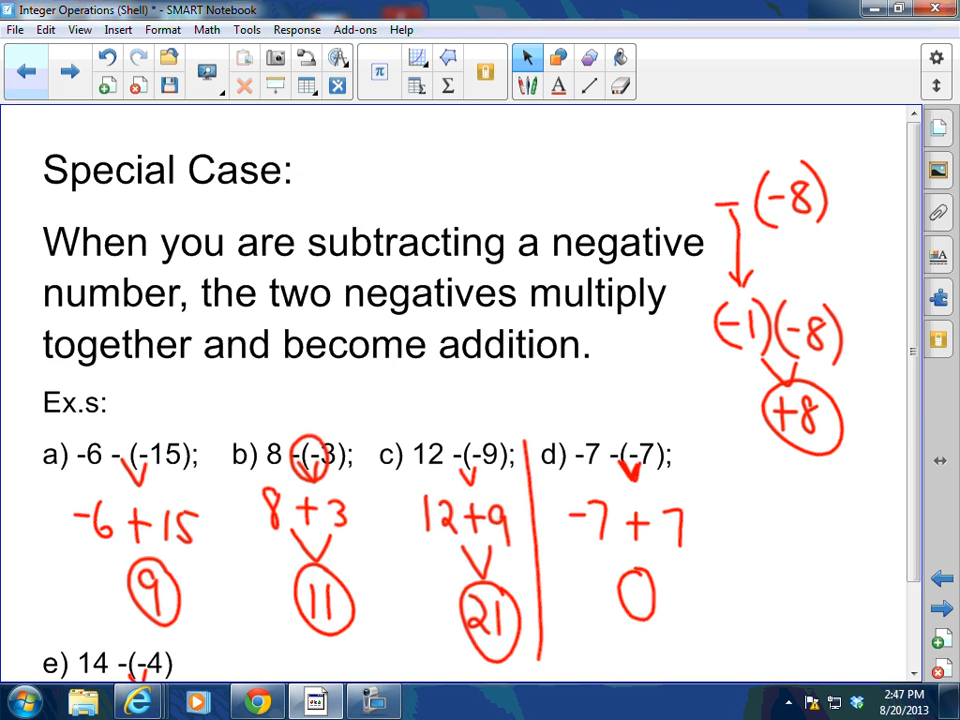 Integer Operations (Shell) * - SMART Notebook
File Edit View Insert Format Math Tools Response Add-ons Help
Special Case:
When you are subtracting a negative
number, the two negatives multiply
together and become addition.
- (-8)
(-1)(-8)
+8
Ex.s:
a) -6 - (-15); b) 8 -(-3); c) 12 -(-9); d) -7 -(-7);
-6 + 15 8 + 3 12+9 -7 + 7
9 11 21 0
e) 14 -(-4)
2:47 PM
8/20/2013